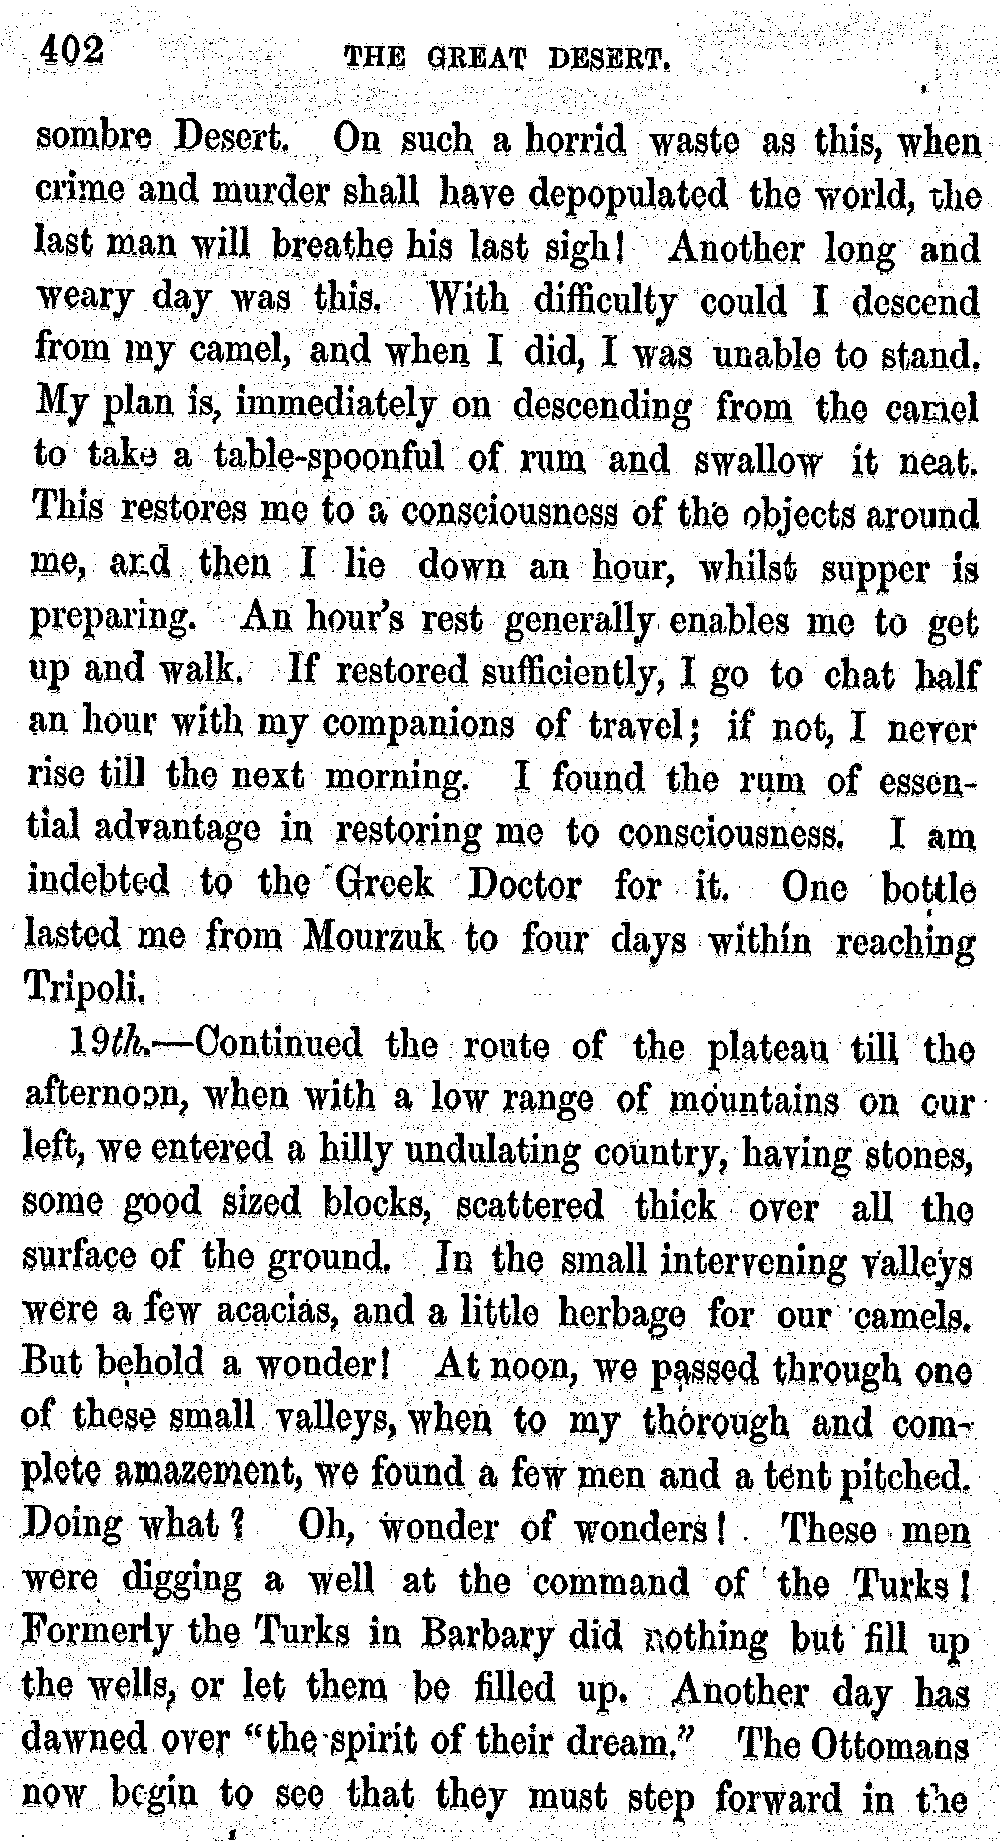 402
THE GREAT DESERT.
sombre Desert. On such a horrid waste as this, when
crime and murder shall have depopulated the world, the
last man will breathe his last sigh! Another long and
weary day was this. With difficulty could I descend
from my camel, and when I did, I was unable to stand.
My plan is, immediately on descending from the camel
to take a table-spoonful of rum and swallow it neat.
This restores me to a consciousness of the objects around
me, and then I lie down an hour, whilst supper is
preparing. An hour's rest generally enables me to get
up and walk. If restored sufficiently, I go to chat half
an hour with my companions of travel; if not, I never
rise till the next morning. I found the rum of essen-
tial advantage in restoring me to consciousness. I am
indebted to the Greek Doctor for it. One bottle
lasted me from Mourzuk to four days within reaching
Tripoli.
19th.—Continued the route of the plateau till the
afternoon, when with a low range of mountains on our
left, we entered a hilly undulating country, having stones,
some good sized blocks, scattered thick over all the
surface of the ground. In the small intervening valleys
were a few acacias, and a little herbage for our camels.
But behold a wonder! At noon, we passed through one
of these small valleys, when to my thorough and com-
plete amazement, we found a few men and a tent pitched.
Doing what? Oh, wonder of wonders! These men
were digging a well at the command of the Turks!
Formerly the Turks in Barbary did nothing but fill up
the wells, or let them be filled up. Another day has
dawned over "the spirit of their dream." The Ottomans
now begin to see that they must step forward in the